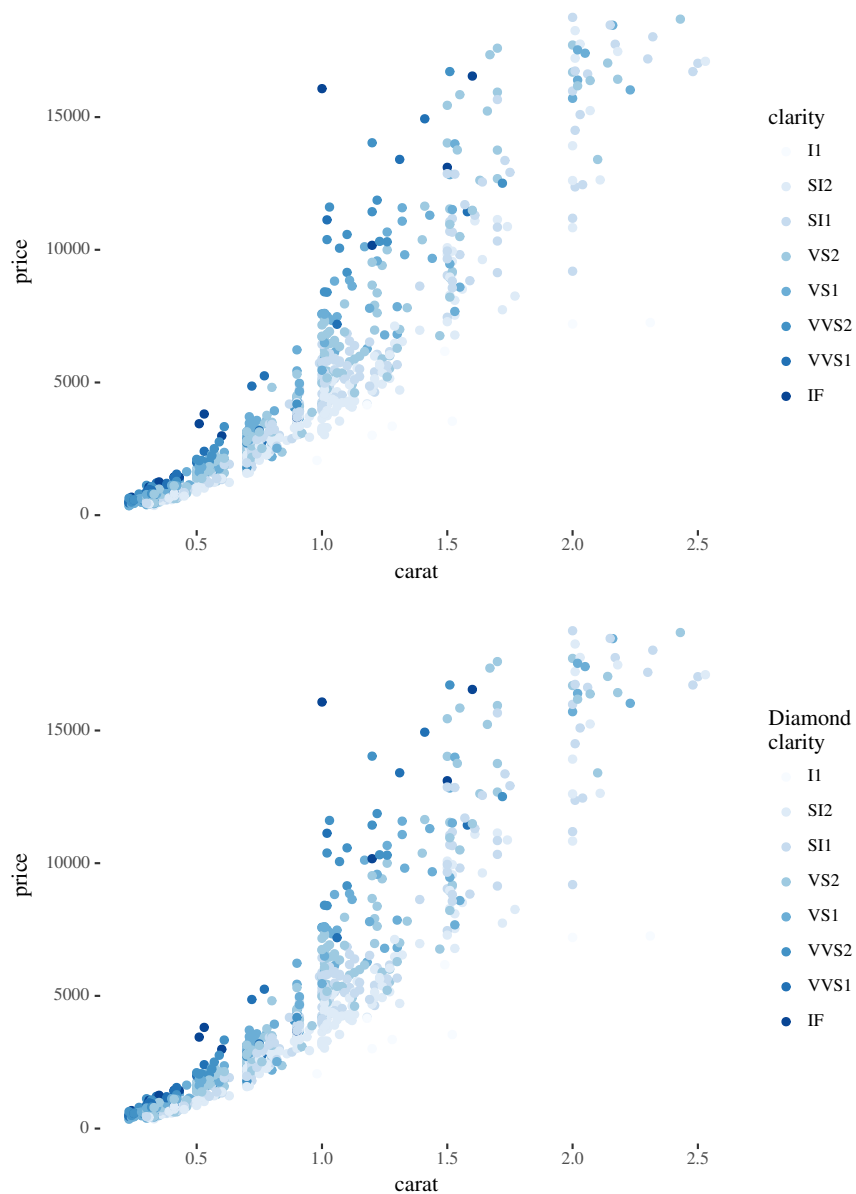 15000
10000
5000
0
price
0.5 1.0 1.5 2.0 2.5
carat
clarity
I1
SI2
SI1
VS2
VS1
VVS2
VVS1
IF
15000
10000
5000
0
price
0.5 1.0 1.5 2.0 2.5
carat
Diamond
clarity
I1
SI2
SI1
VS2
VS1
VVS2
VVS1
IF